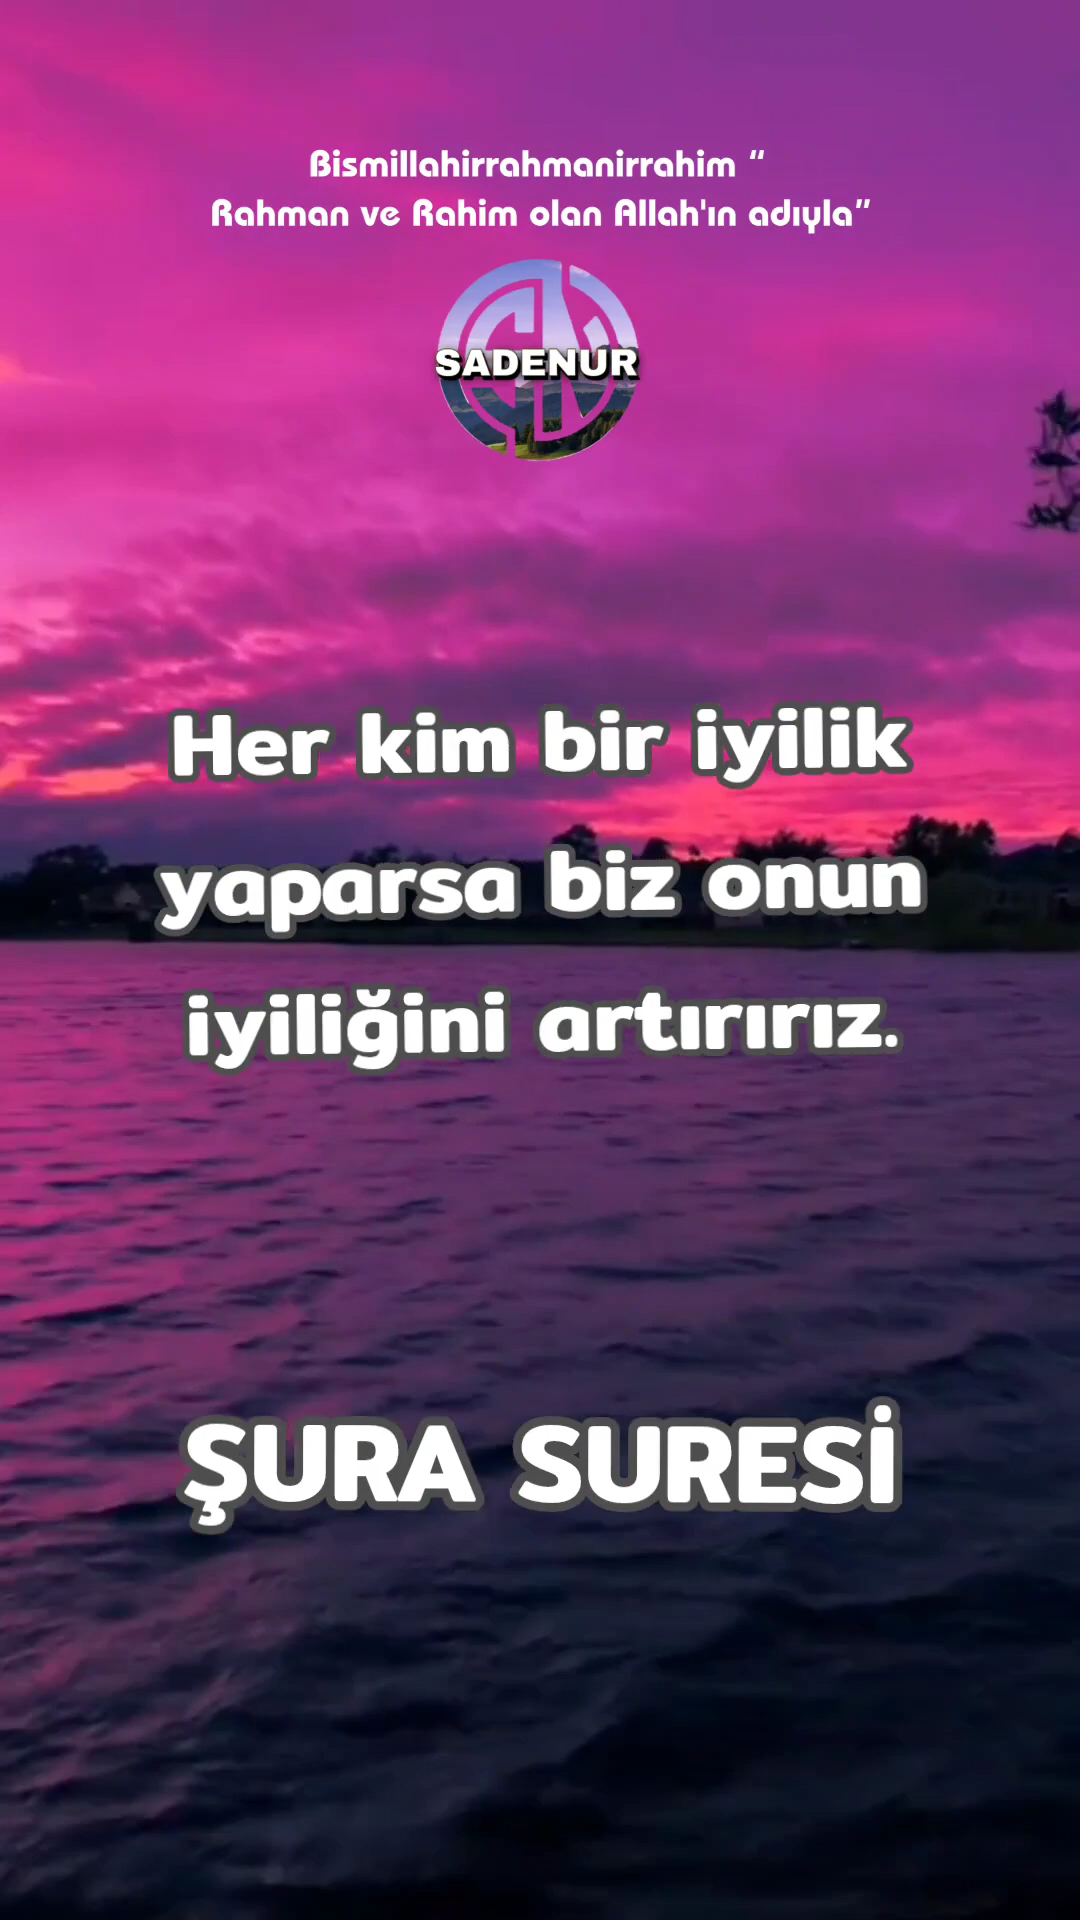 Bismillahirrahmanirrahim “
Rahman ve Rahim olan Allah'ın adıyla”
SADENUR
Her kim bir iyilik
yaparsa biz onun
iyiliğini artırırız.
ŞURA SURESİ